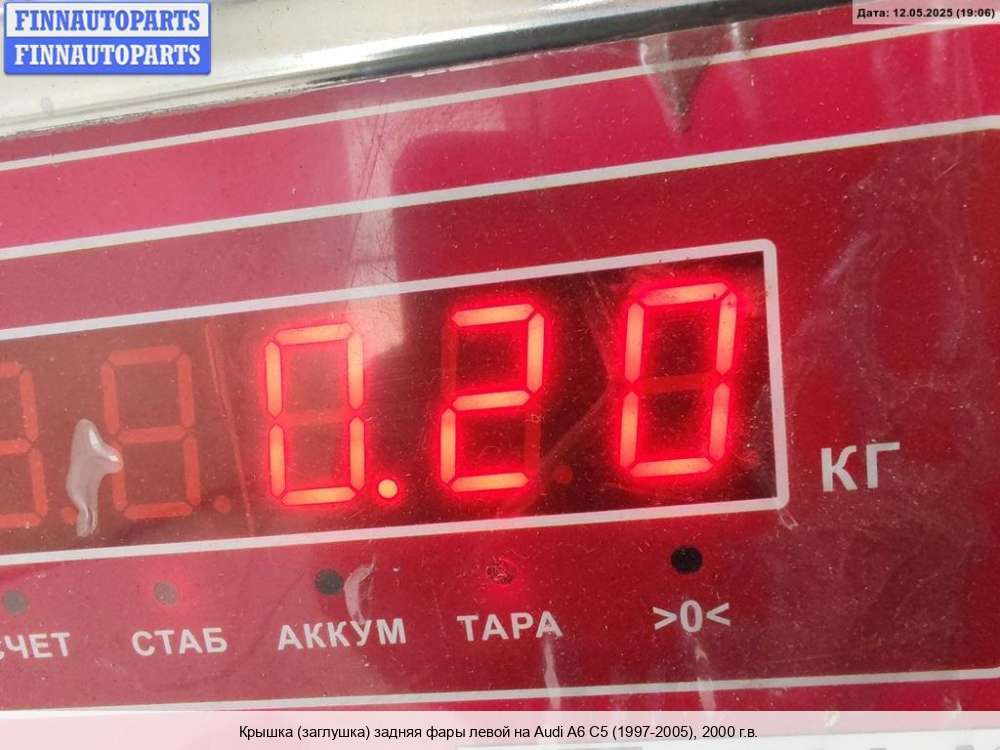 FINNAUTOPARTS
FINNAUTOPARTS
Дата: 12.05.2025 (19:06)
0.20
КГ
СТАБ АККУМ ТАРА >0<
Крышка (заглушка) задняя фары левой на Audi A6 C5 (1997-2005), 2000 г.в.